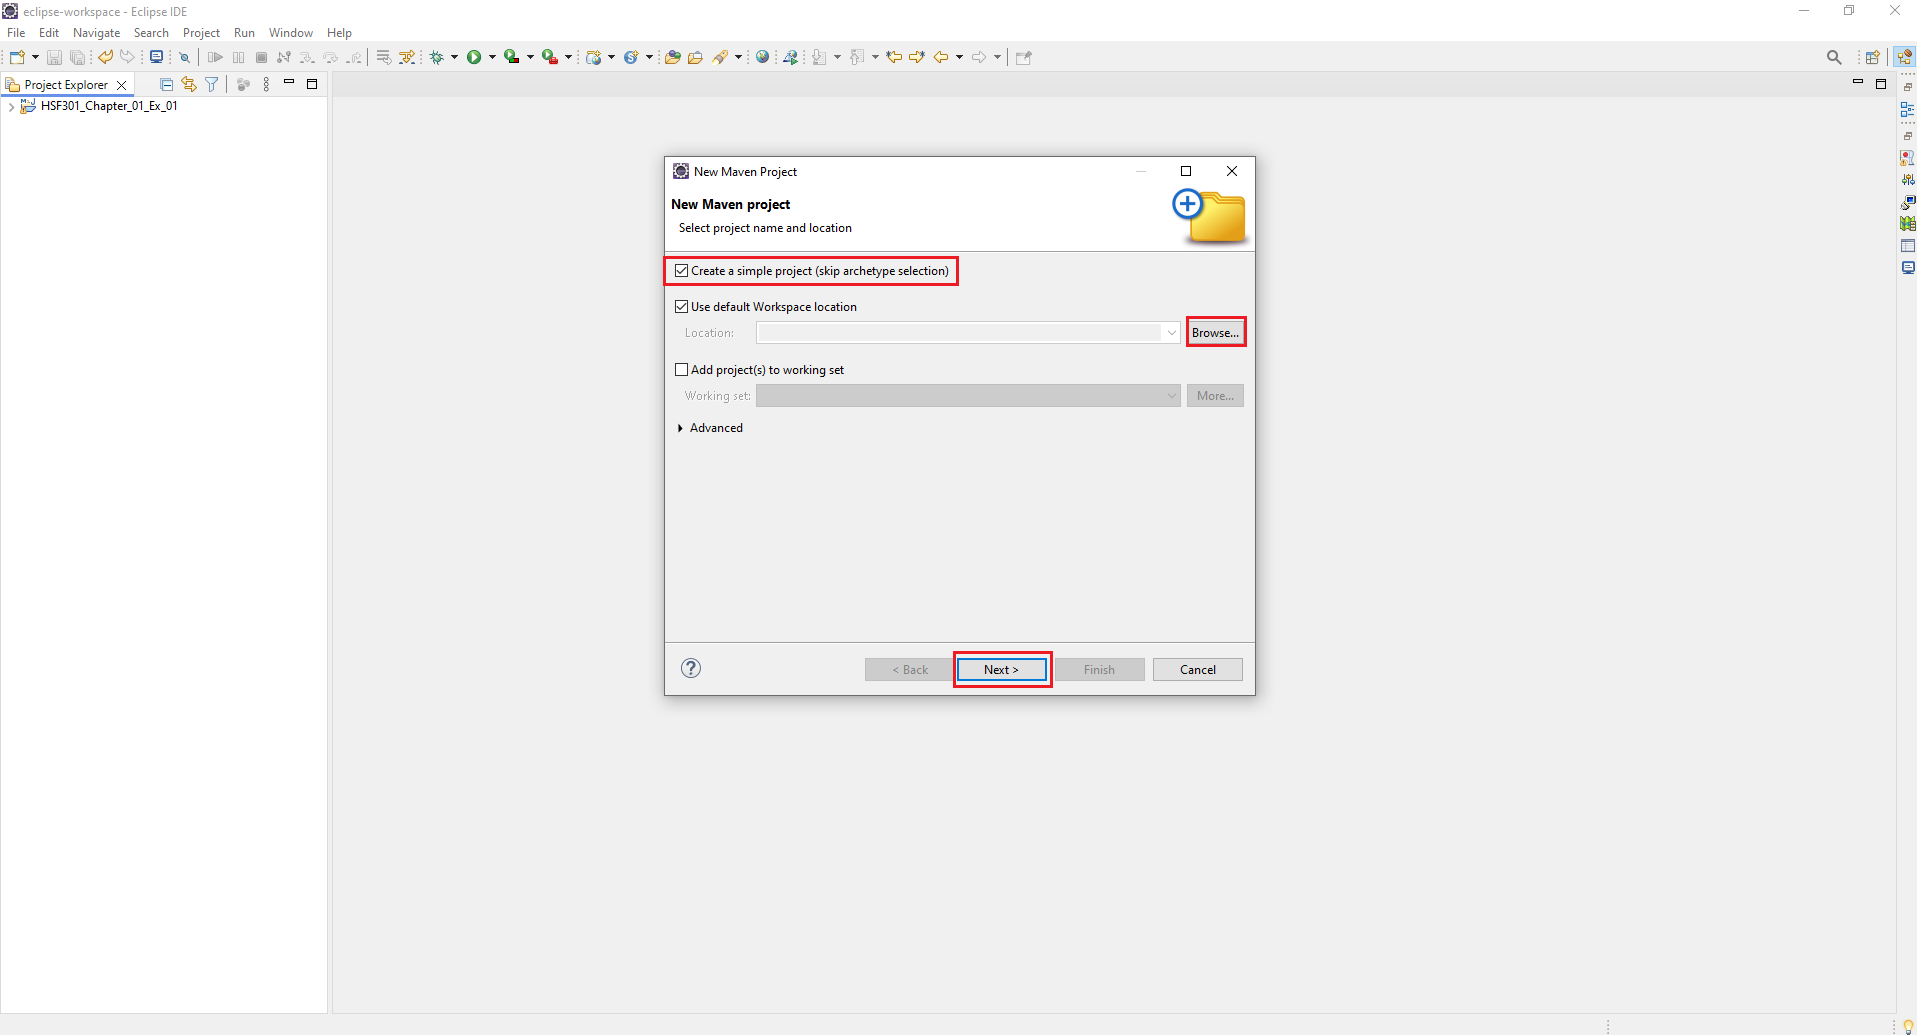 eclipse-workspace - Eclipse IDE
File Edit Navigate Search Project Run Window Help
Project Explorer
HSF301_Chapter_01_Ex_01
New Maven Project
New Maven project
Select project name and location
Create a simple project (skip archetype selection)
Use default Workspace location
Location: Browse...
Add project(s) to working set
Working set: More...
Advanced
< Back Next > Finish Cancel